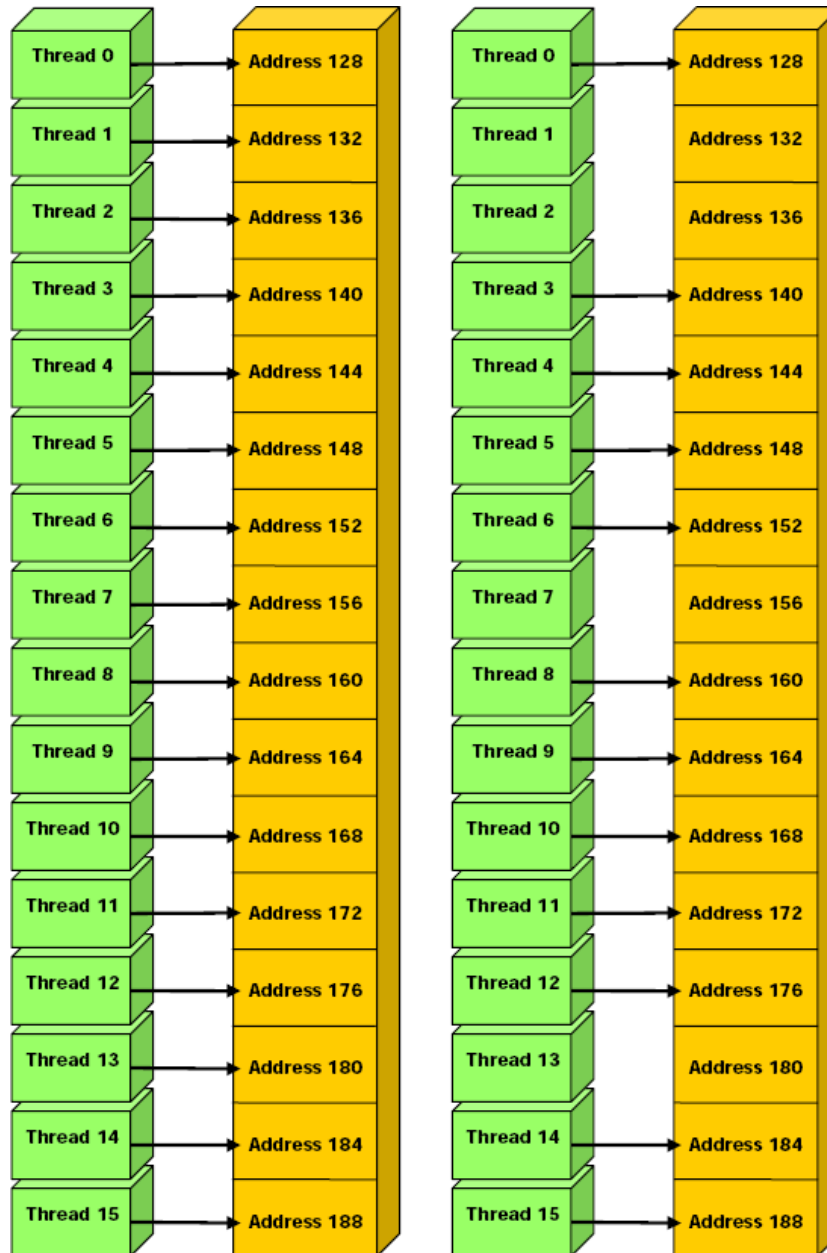 Thread 0 Address 128 Thread 0 Address 128
Thread 1 Address 132 Thread 1 Address 132
Thread 2 Address 136 Thread 2 Address 136
Thread 3 Address 140 Thread 3 Address 140
Thread 4 Address 144 Thread 4 Address 144
Thread 5 Address 148 Thread 5 Address 148
Thread 6 Address 152 Thread 6 Address 152
Thread 7 Address 156 Thread 7 Address 156
Thread 8 Address 160 Thread 8 Address 160
Thread 9 Address 164 Thread 9 Address 164
Thread 10 Address 168 Thread 10 Address 168
Thread 11 Address 172 Thread 11 Address 172
Thread 12 Address 176 Thread 12 Address 176
Thread 13 Address 180 Thread 13 Address 180
Thread 14 Address 184 Thread 14 Address 184
Thread 15 Address 188 Thread 15 Address 188